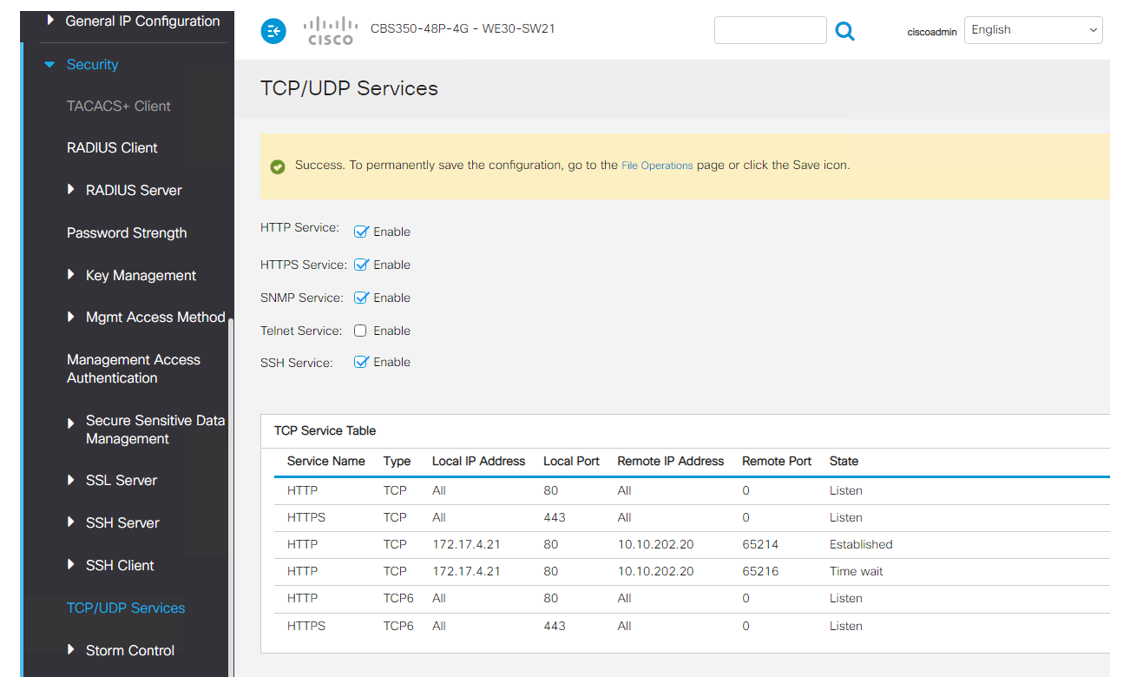 General IP Configuration
Security
TACACS+ Client
RADIUS Client
RADIUS Server
Password Strength
Key Management
Mgmt Access Method
Management Access
Authentication
Secure Sensitive Data
Management
SSL Server
SSH Server
SSH Client
TCP/UDP Services
Storm Control
CISCO
CBS350-48P-4G - WE30-SW21
ciscoadmin
English
TCP/UDP Services
Success. To permanently save the configuration, go to the File Operations page or click the Save icon.
HTTP Service: Enable
HTTPS Service: Enable
SNMP Service: Enable
Telnet Service: Enable
SSH Service: Enable
TCP Service Table
Service Name Type Local IP Address Local Port Remote IP Address Remote Port State
HTTP TCP All 80 All 0 Listen
HTTPS TCP All 443 All 0 Listen
HTTP TCP 172.17.4.21 80 10.10.202.20 65214 Established
HTTP TCP 172.17.4.21 80 10.10.202.20 65216 Time wait
HTTP TCP6 All 80 All 0 Listen
HTTPS TCP6 All 443 All 0 Listen